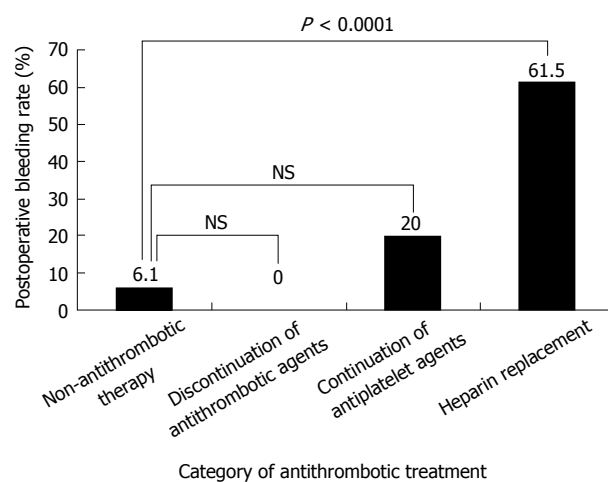 P < 0.0001
Postoperative bleeding rate (%)
70
60
50
40
30
20
10
0
61.5
NS
20
NS
6.1
0
Non-antithrombotic
therapy
Discontinuation of
antithrombotic agents
Continuation of
antiplatelet agents
Heparin replacement
Category of antithrombotic treatment